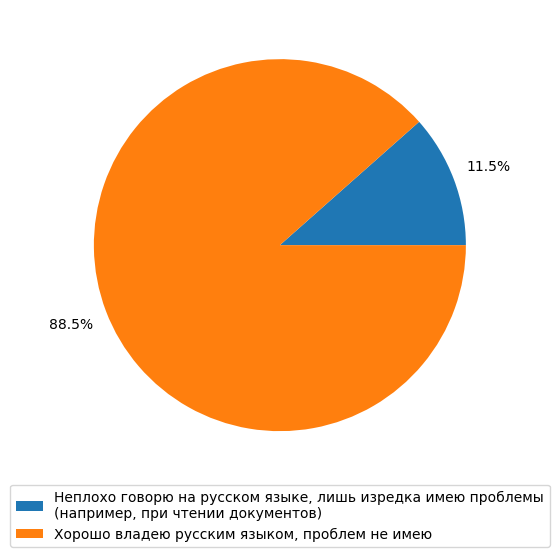 11.5%
88.5%
Неплохо говорю на русском языке, лишь изредка имею проблемы
(например, при чтении документов)
Хорошо владею русским языком, проблем не имею